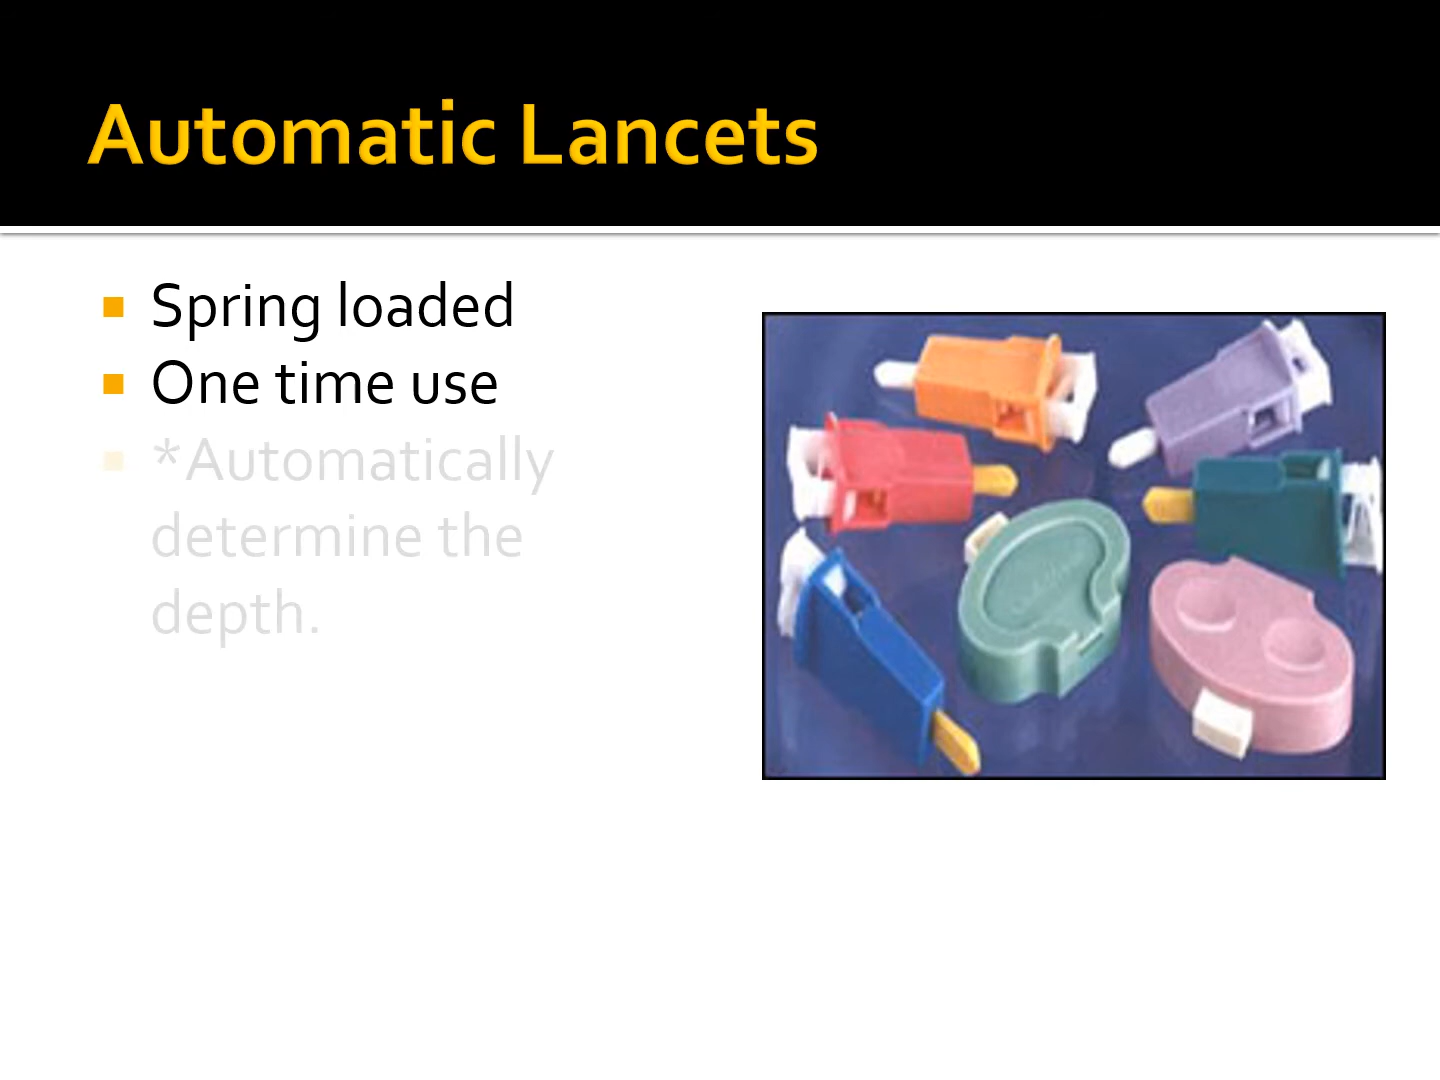 Automatic Lancets
Spring loaded
One time use
*Automatically
determine the
depth.